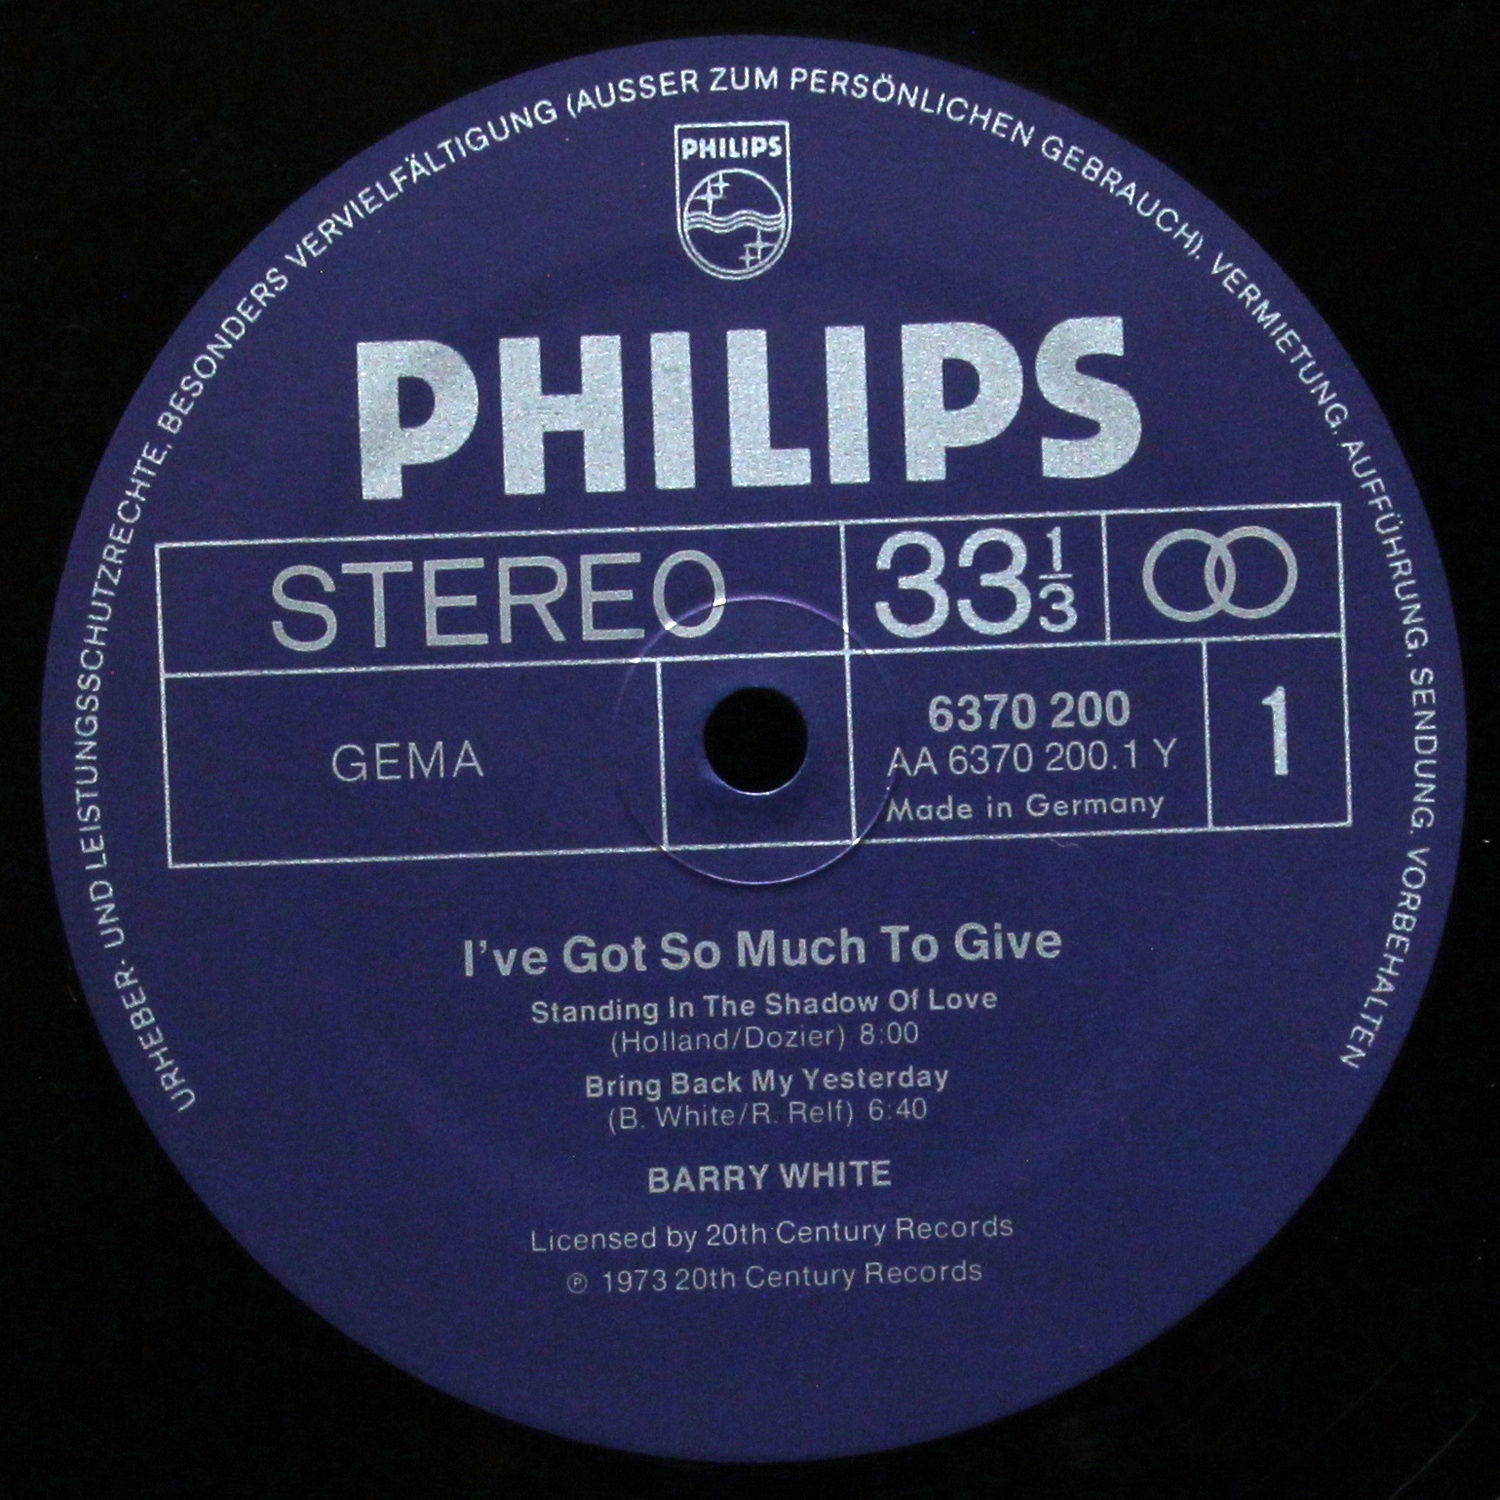 URHEBER- UND LEISTUNGSSCHUTZRECHTE, BESONDERS VERVIELFÄLTIGUNG (AUSSER ZUM PERSÖNLICHEN GEBRAUCH), VERMIETUNG, AUFFÜHRUNG, SENDUNG, VORBEHALTEN
PHILIPS
PHILIPS
STEREO
33 1/3
GEMA
6370 200
AA 6370 200.1 Y
Made in Germany
1
I've Got So Much To Give
Standing In The Shadow Of Love
(Holland/Dozier) 8:00
Bring Back My Yesterday
(B. White/R. Relf) 6:40
BARRY WHITE
Licensed by 20th Century Records
℗ 1973 20th Century Records